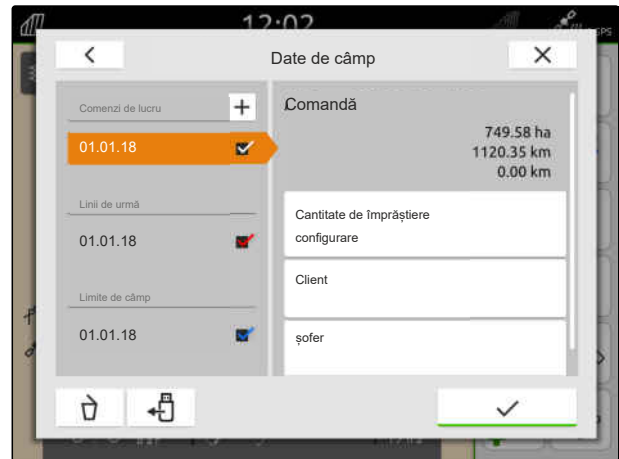 12:02
GPS
Date de câmp
Comenzi de lucru
01.01.18
Linii de urmă
01.01.18
Limite de câmp
01.01.18
Comandă
749.58 ha
1120.35 km
0.00 km
Cantitate de împrăștiere
configurare
Client
șofer